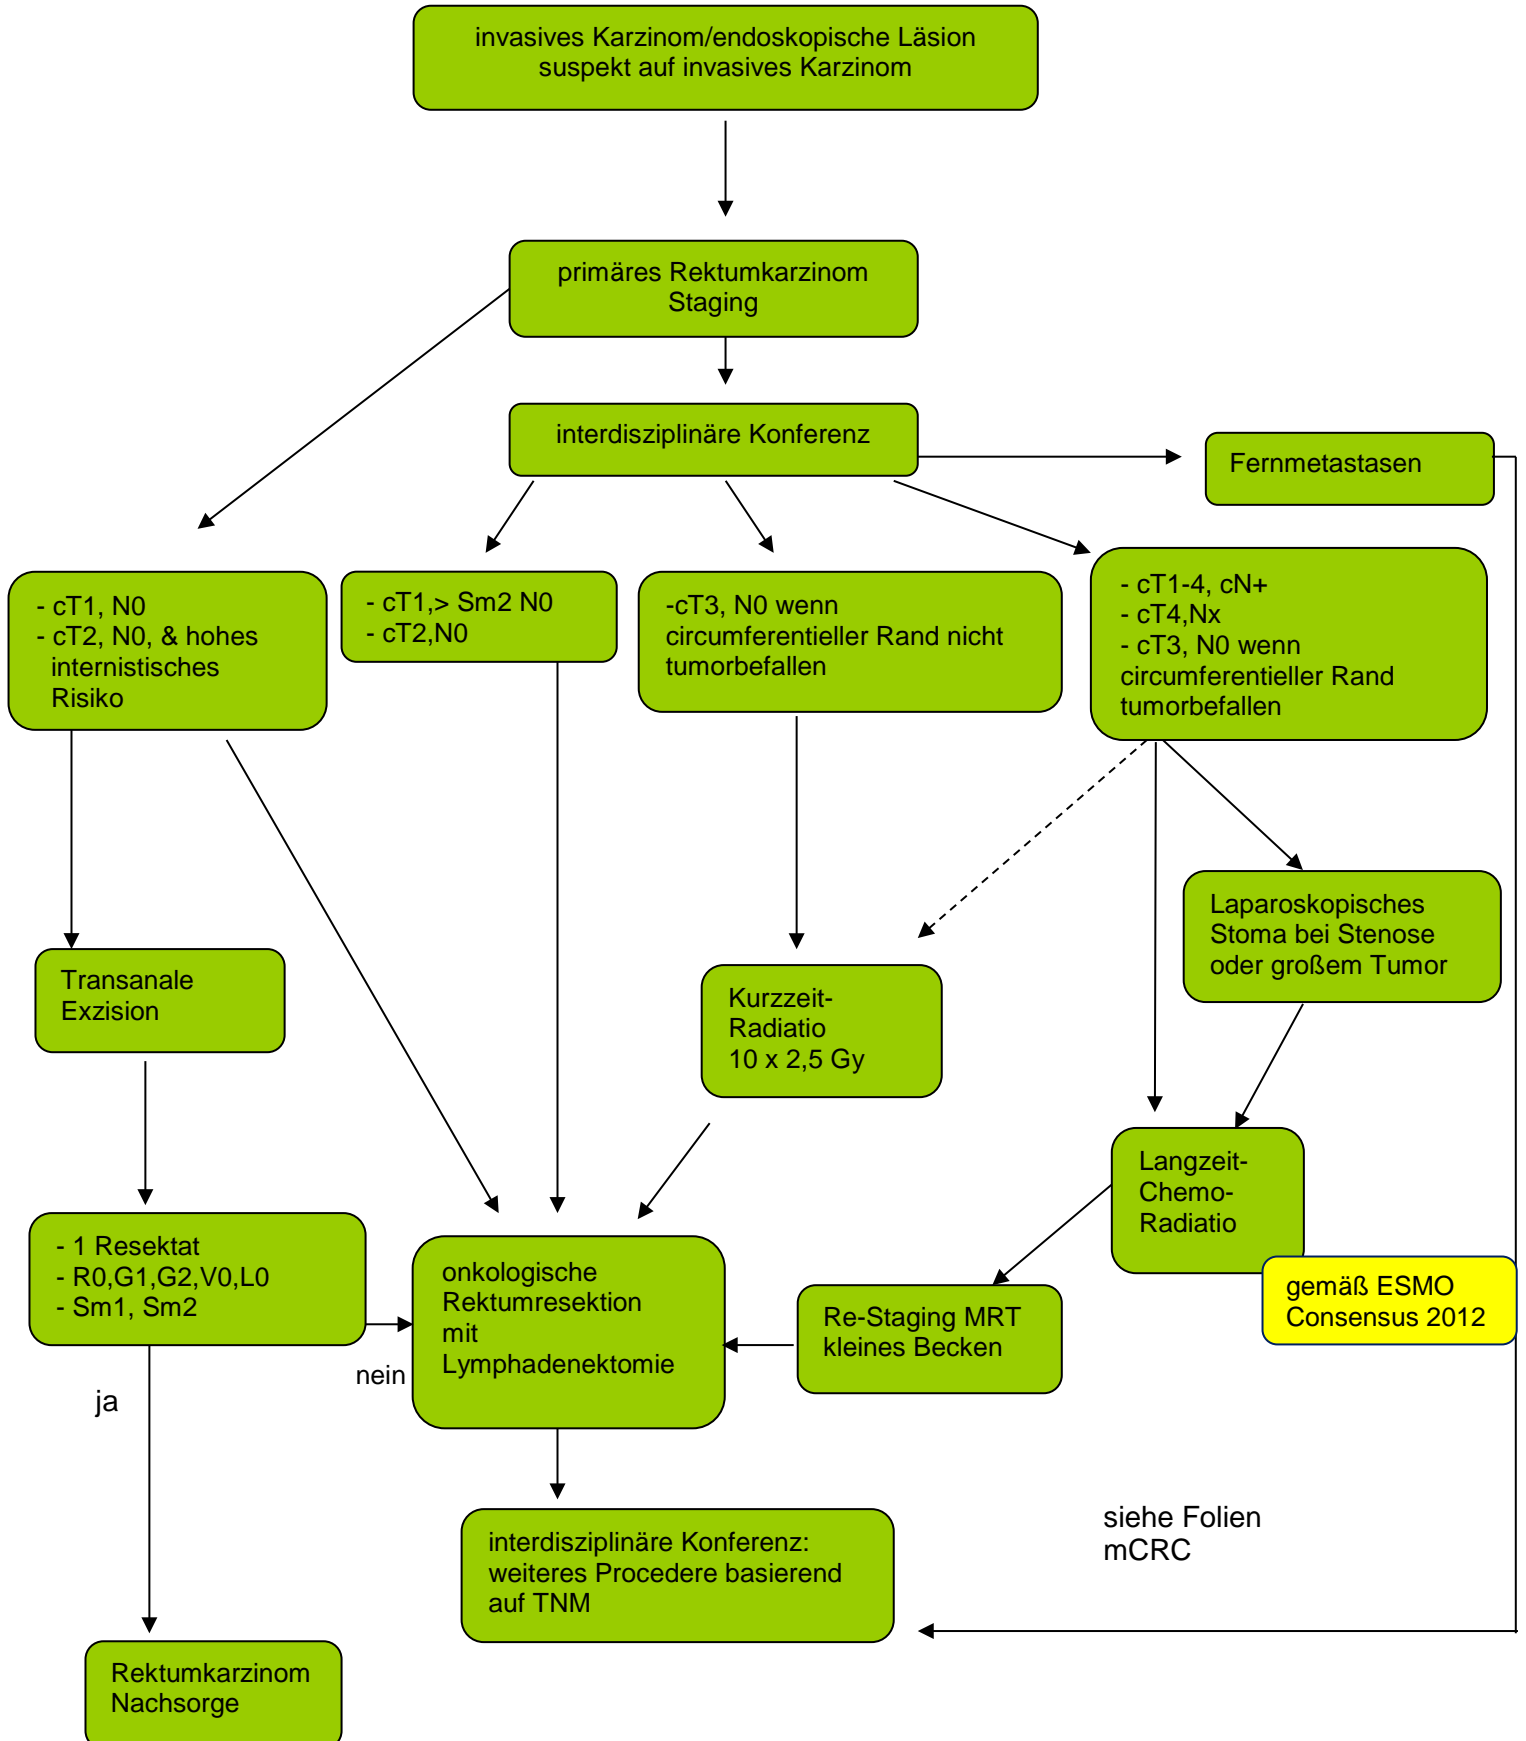 invasives Karzinom/endoskopische Läsion
suspekt auf invasives Karzinom
primäres Rektumkarzinom
Staging
interdisziplinäre Konferenz
Fernmetastasen
- cT1, N0
- cT2, N0, & hohes
internistisches
Risiko
- cT1,> Sm2 N0
- cT2,N0
-cT3, N0 wenn
circumferentieller Rand nicht
tumorbefallen
- cT1-4, cN+
- cT4,Nx
- cT3, N0 wenn
circumferentieller Rand
tumorbefallen
Laparoskopisches
Stoma bei Stenose
oder großem Tumor
Transanale
Exzision
Kurzzeit-
Radiatio
10 x 2,5 Gy
Langzeit-
Chemo-
Radiatio
gemäß ESMO
Consensus 2012
- 1 Resektat
- R0,G1,G2,V0,L0
- Sm1, Sm2
onkologische
Rektumresektion
mit
Lymphadenektomie
Re-Staging MRT
kleines Becken
nein
ja
interdisziplinäre Konferenz:
weiteres Procedere basierend
auf TNM
siehe Folien
mCRC
Rektumkarzinom
Nachsorge